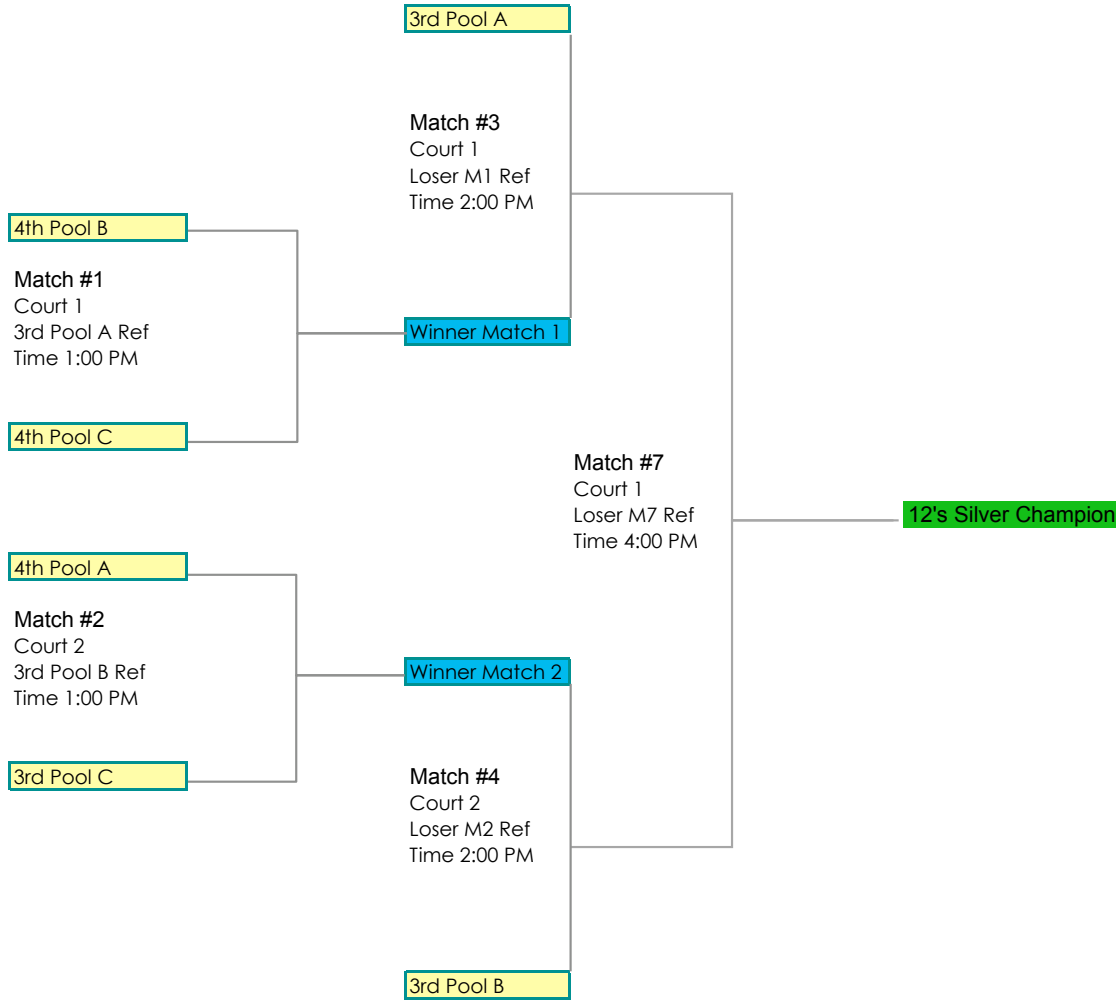 3rd Pool A
Match #3
Court 1
Loser M1 Ref
Time 2:00 PM
4th Pool B
Match #1
Court 1
3rd Pool A Ref
Time 1:00 PM
Winner Match 1
4th Pool C
Match #7
Court 1
Loser M7 Ref
Time 4:00 PM
12's Silver Champion
4th Pool A
Match #2
Court 2
3rd Pool B Ref
Time 1:00 PM
Winner Match 2
3rd Pool C
Match #4
Court 2
Loser M2 Ref
Time 2:00 PM
3rd Pool B